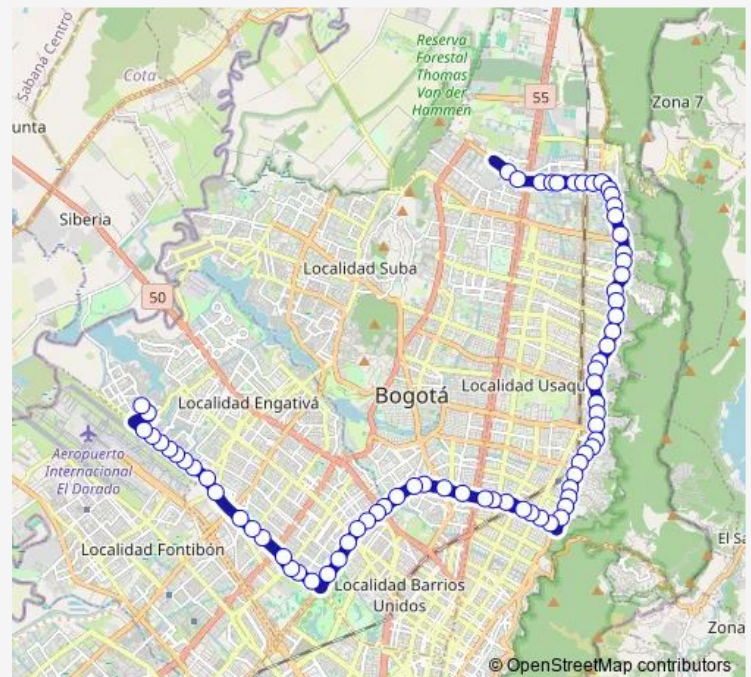 Sabana Centro
Cota
Reserva
Forestal
Thomas
Van der
Hammen
55
Zona 7
unta
Siberia
50
Localidad Suba
Bogotá
Localidad Usaqu
Localidad Engativá
Aeropuerto
Internacional
El Dorado
Localidad Fontibón
Localidad Barrios
Unidos
El Sa
Zona
© OpenStreetMap contributors